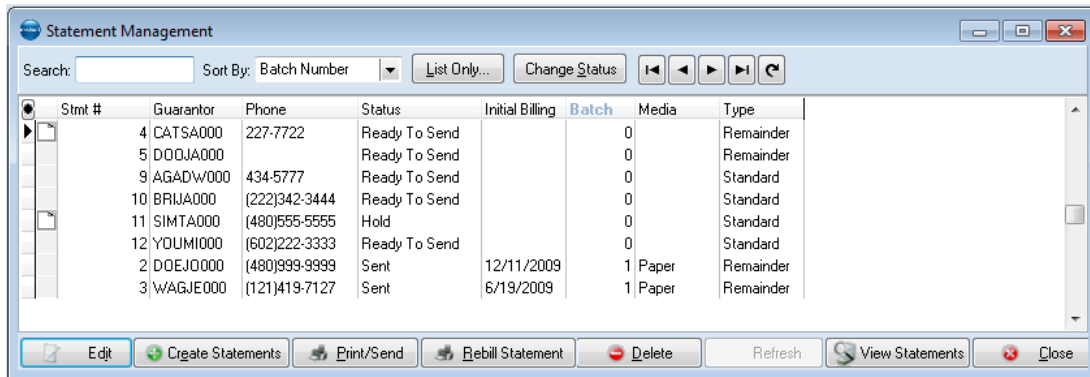 Statement Management
Search: Sort By: Batch Number List Only... Change Status
Stmt # Guarantor Phone Status Initial Billing Batch Media Type
4 CATSA000 227-7722 Ready To Send 0 Remainder
5 DOOJA000 Ready To Send 0 Remainder
9 AGADW000 434-5777 Ready To Send 0 Standard
10 BRIJA000 (222)342-3444 Ready To Send 0 Standard
11 SIMTA000 (480)555-5555 Hold 0 Standard
12 YOUMI000 (602)222-3333 Ready To Send 0 Standard
2 DOEJO000 (480)999-9999 Sent 12/11/2009 1 Paper Remainder
3 WAGJE000 (121)419-7127 Sent 6/19/2009 1 Paper Remainder
Edit Create Statements Print/Send Rebill Statement Delete Refresh View Statements Close